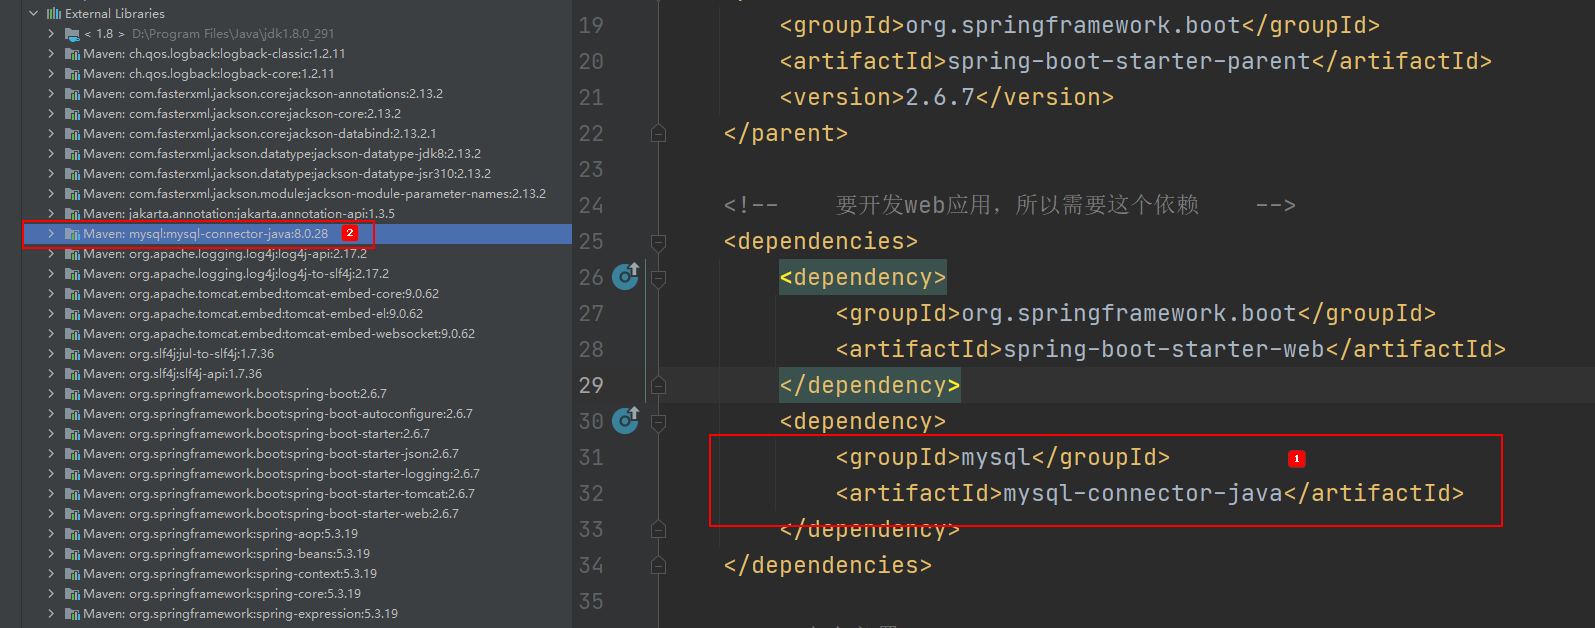 External Libraries
< 1.8 > D:\Program Files\Java\jdk1.8.0_291
Maven: ch.qos.logback:logback-classic:1.2.11
Maven: ch.qos.logback:logback-core:1.2.11
Maven: com.fasterxml.jackson.core:jackson-annotations:2.13.2
Maven: com.fasterxml.jackson.core:jackson-core:2.13.2
Maven: com.fasterxml.jackson.core:jackson-databind:2.13.2.1
Maven: com.fasterxml.jackson.datatype:jackson-datatype-jdk8:2.13.2
Maven: com.fasterxml.jackson.datatype:jackson-datatype-jsr310:2.13.2
Maven: com.fasterxml.jackson.module:jackson-module-parameter-names:2.13.2
Maven: jakarta.annotation:jakarta.annotation-api:1.3.5
Maven: mysql:mysql-connector-java:8.0.28 2
Maven: org.apache.logging.log4j:log4j-api:2.17.2
Maven: org.apache.logging.log4j:log4j-to-slf4j:2.17.2
Maven: org.apache.tomcat.embed:tomcat-embed-core:9.0.62
Maven: org.apache.tomcat.embed:tomcat-embed-el:9.0.62
Maven: org.apache.tomcat.embed:tomcat-embed-websocket:9.0.62
Maven: org.slf4j:jul-to-slf4j:1.7.36
Maven: org.slf4j:slf4j-api:1.7.36
Maven: org.springframework.boot:spring-boot:2.6.7
Maven: org.springframework.boot:spring-boot-autoconfigure:2.6.7
Maven: org.springframework.boot:spring-boot-starter:2.6.7
Maven: org.springframework.boot:spring-boot-starter-json:2.6.7
Maven: org.springframework.boot:spring-boot-starter-logging:2.6.7
Maven: org.springframework.boot:spring-boot-starter-tomcat:2.6.7
Maven: org.springframework.boot:spring-boot-starter-web:2.6.7
Maven: org.springframework:spring-aop:5.3.19
Maven: org.springframework:spring-beans:5.3.19
Maven: org.springframework:spring-context:5.3.19
Maven: org.springframework:spring-core:5.3.19
Maven: org.springframework:spring-expression:5.3.19
19 <groupId>org.springframework.boot</groupId>
20 <artifactId>spring-boot-starter-parent</artifactId>
21 <version>2.6.7</version>
22 </parent>
23
24 <!-- 要开发web应用，所以需要这个依赖 -->
25 <dependencies>
26 <dependency>
27 <groupId>org.springframework.boot</groupId>
28 <artifactId>spring-boot-starter-web</artifactId>
29 </dependency>
30 <dependency>
31 <groupId>mysql</groupId> 1
32 <artifactId>mysql-connector-java</artifactId>
33 </dependency>
34 </dependencies>
35